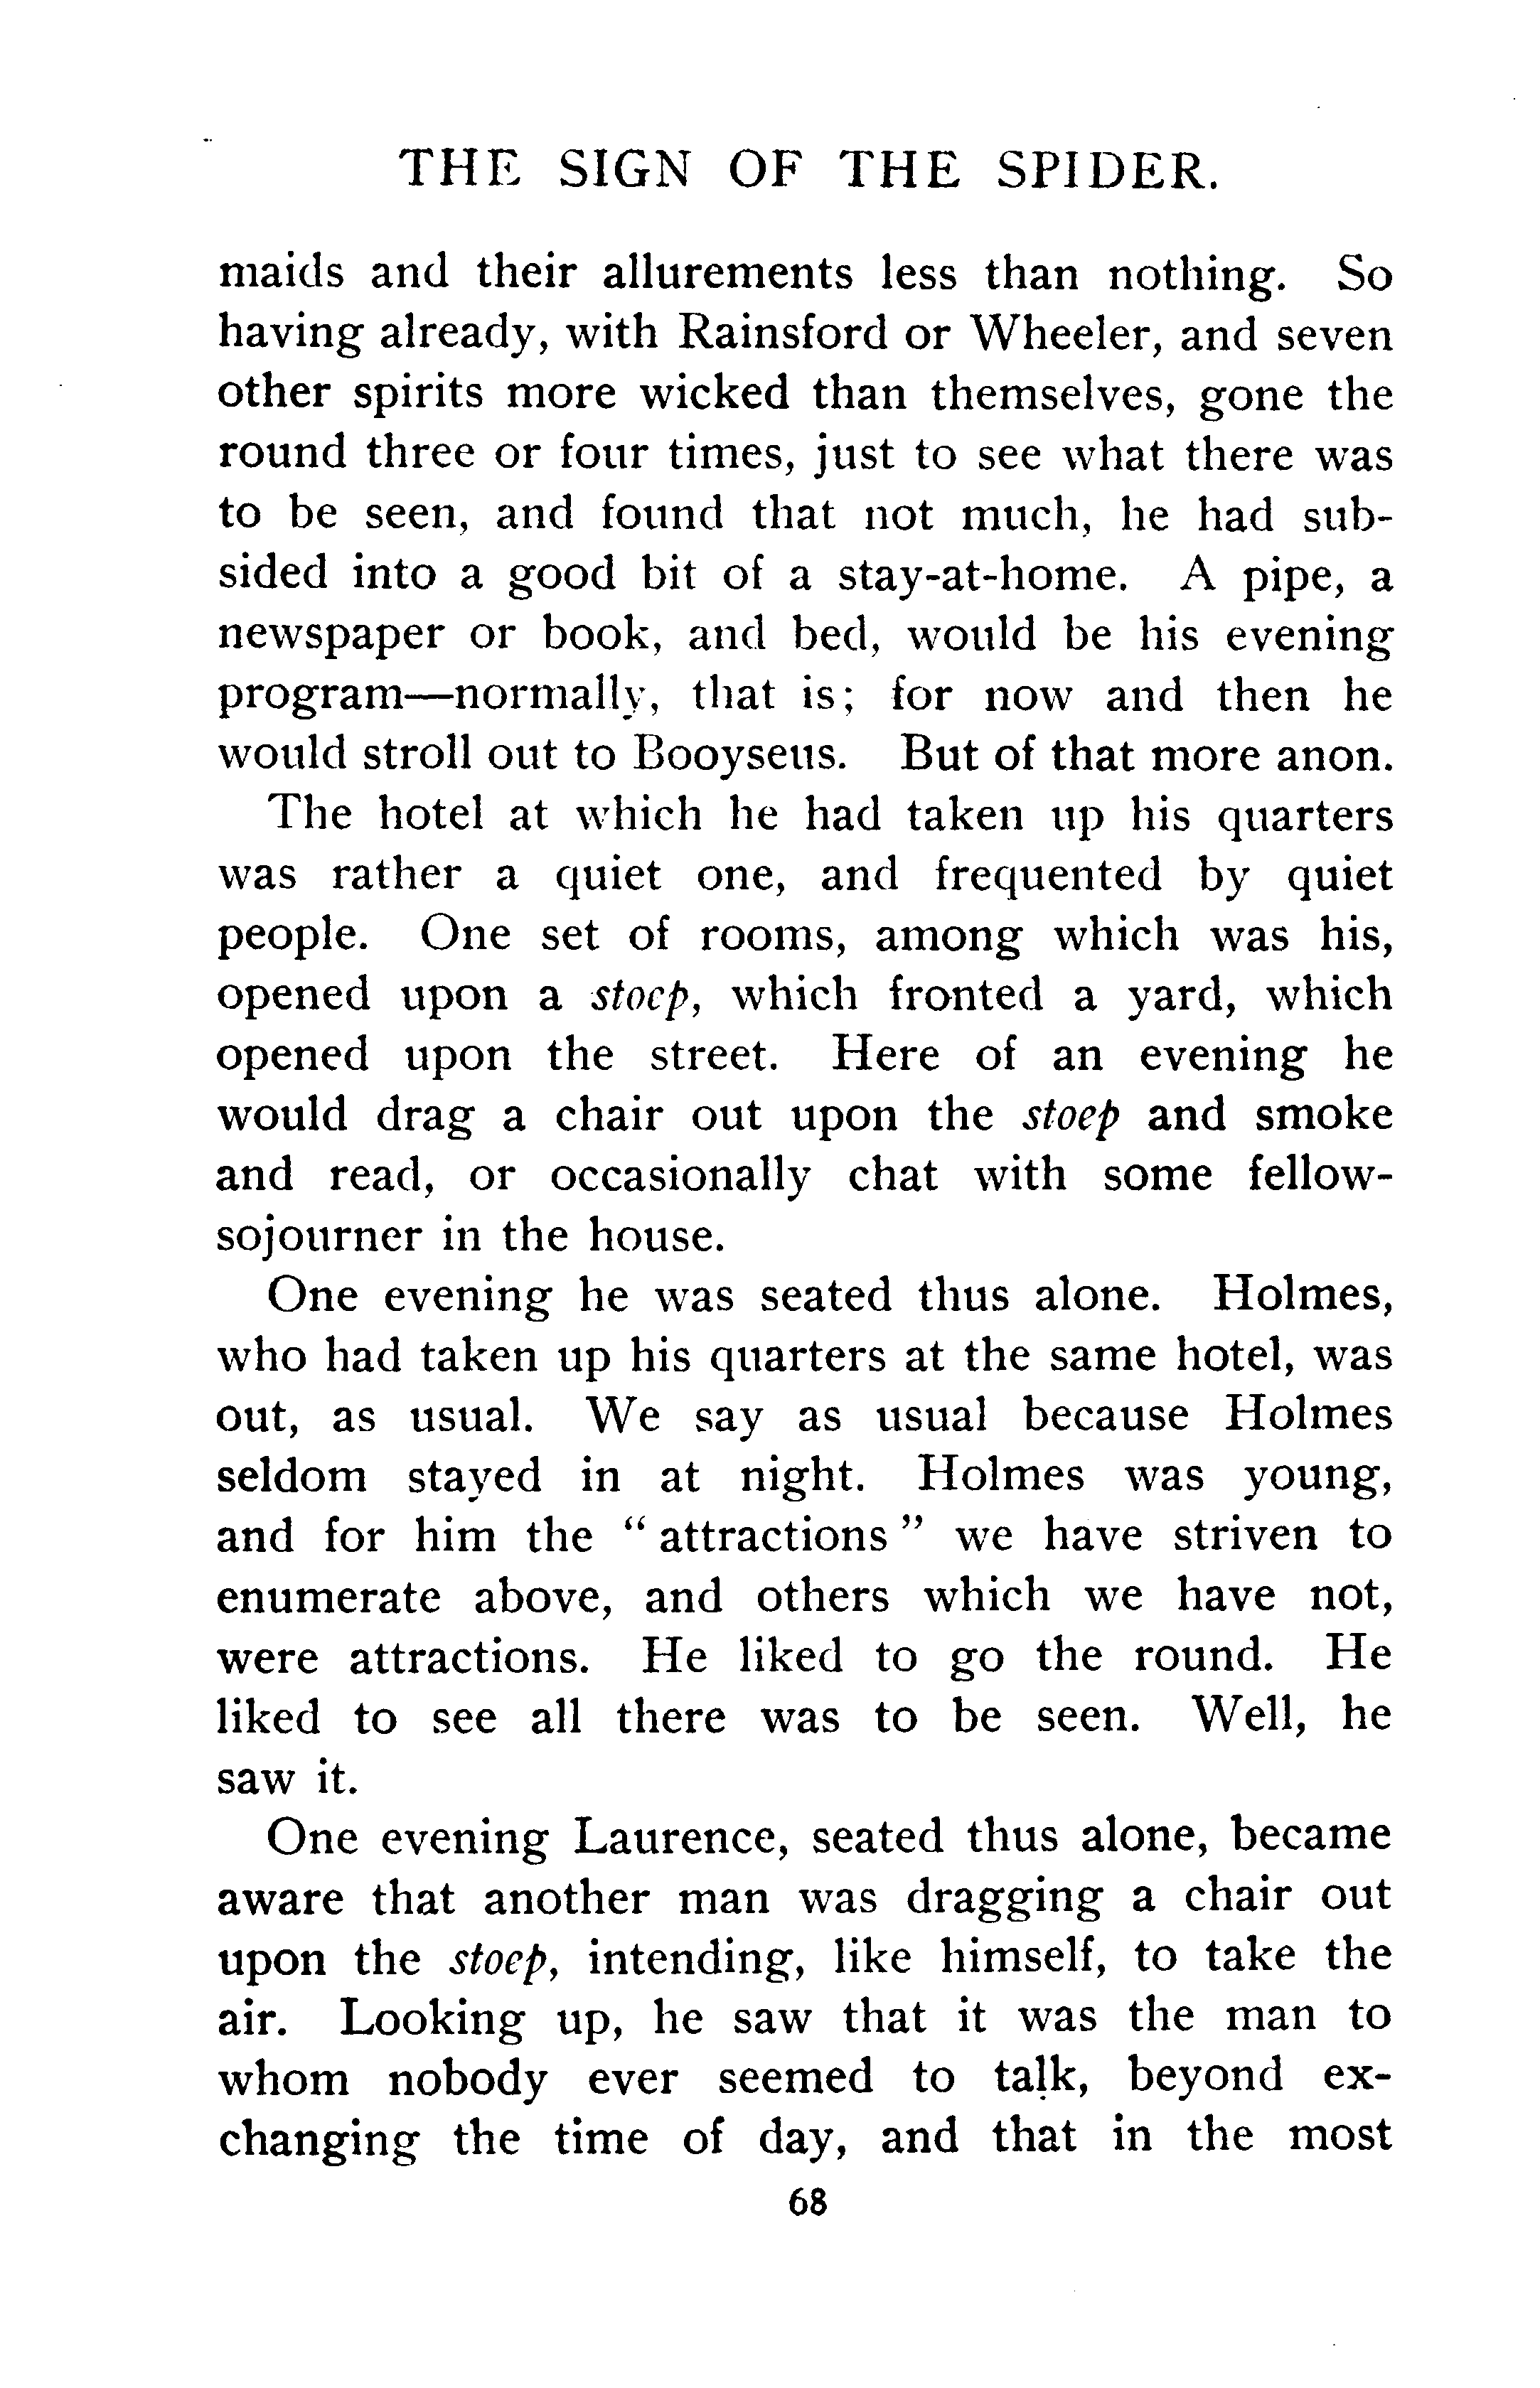 THE SIGN OF THE SPIDER.
maids and their allurements less than nothing. So
having already, with Rainsford or Wheeler, and seven
other spirits more wicked than themselves, gone the
round three or four times, just to see what there was
to be seen, and found that not much, he had sub-
sided into a good bit of a stay-at-home. A pipe, a
newspaper or book, and bed, would be his evening
program—normally, that is; for now and then he
would stroll out to Booysens. But of that more anon.
The hotel at which he had taken up his quarters
was rather a quiet one, and frequented by quiet
people. One set of rooms, among which was his,
opened upon a stoep, which fronted a yard, which
opened upon the street. Here of an evening he
would drag a chair out upon the stoep and smoke
and read, or occasionally chat with some fellow-
sojourner in the house.
One evening he was seated thus alone. Holmes,
who had taken up his quarters at the same hotel, was
out, as usual. We say as usual because Holmes
seldom stayed in at night. Holmes was young,
and for him the “attractions” we have striven to
enumerate above, and others which we have not,
were attractions. He liked to go the round. He
liked to see all there was to be seen. Well, he
saw it.
One evening Laurence, seated thus alone, became
aware that another man was dragging a chair out
upon the stoep, intending, like himself, to take the
air. Looking up, he saw that it was the man to
whom nobody ever seemed to talk, beyond ex-
changing the time of day, and that in the most
68